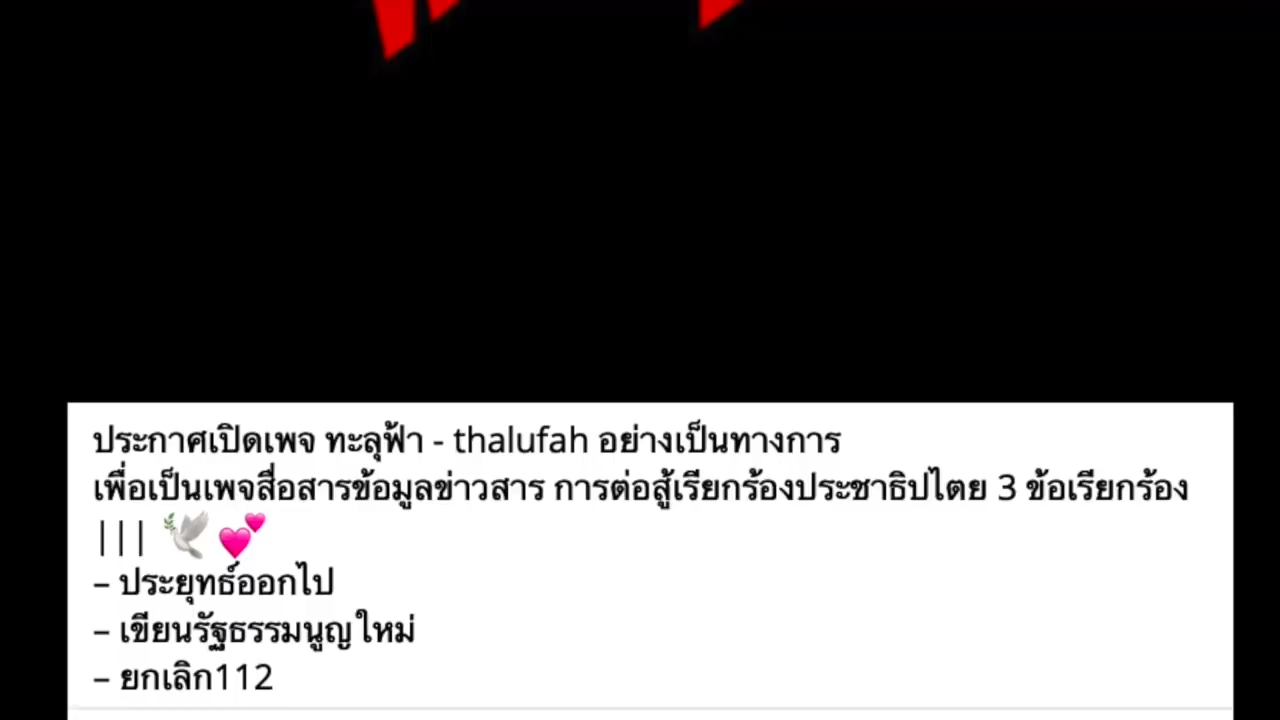 ประกาศเปิดเพจ ทะลุฟ้า - thalufah อย่างเป็นทางการ
เพื่อเป็นเพจสื่อสารข้อมูลข่าวสาร การต่อสู้เรียกร้องประชาธิปไตย 3 ข้อเรียกร้อง
||| 🕊️💕
– ประยุทธ์ออกไป
– เขียนรัฐธรรมนูญใหม่
– ยกเลิก112